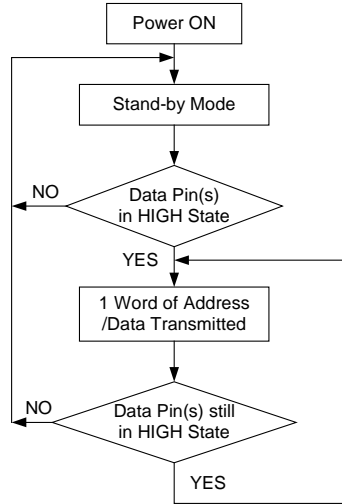 Power ON
Stand-by Mode
Data Pin(s)
in HIGH State
NO
YES
1 Word of Address
/Data Transmitted
Data Pin(s) still
in HIGH State
NO
YES